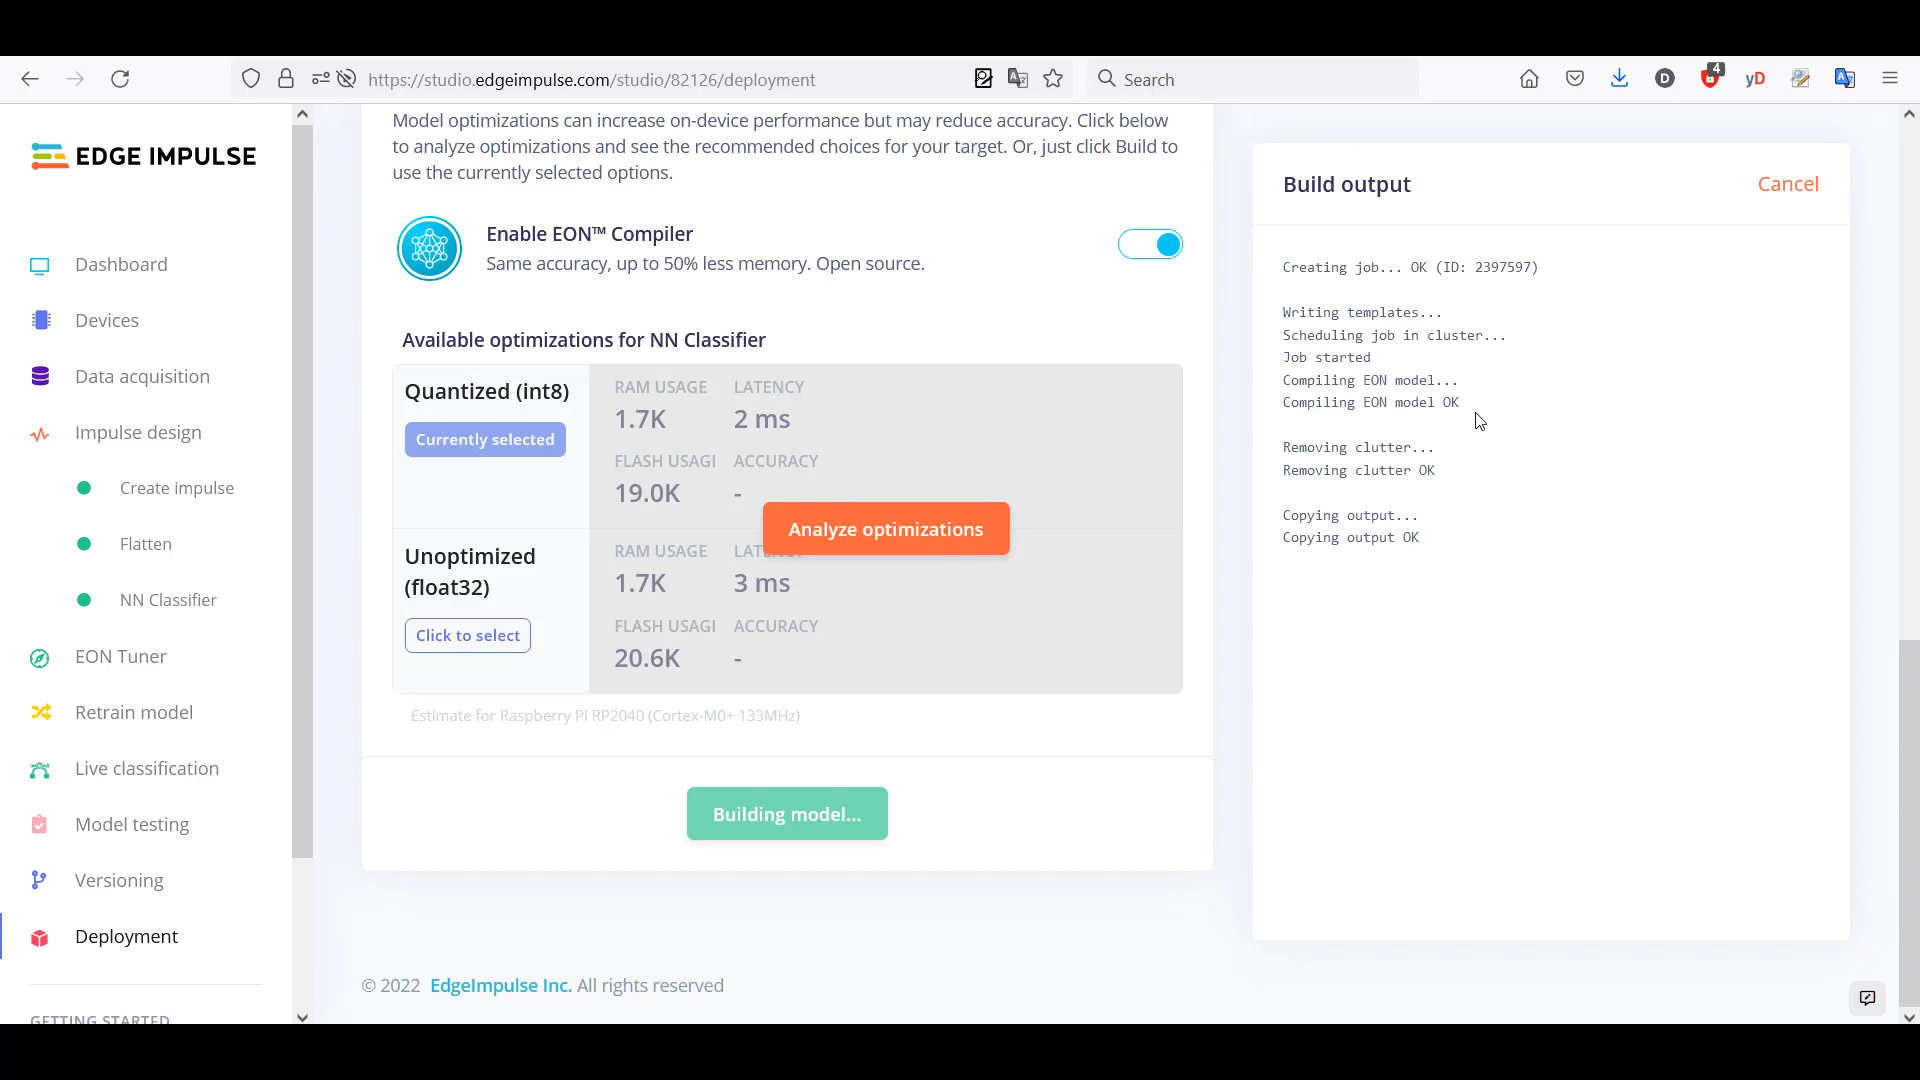 https://studio.edgeimpulse.com/studio/82126/deployment
Search
D
4
yD
EDGE IMPULSE
Dashboard
Devices
Data acquisition
Impulse design
Create impulse
Flatten
NN Classifier
EON Tuner
Retrain model
Live classification
Model testing
Versioning
Deployment
GETTING STARTED
Model optimizations can increase on-device performance but may reduce accuracy. Click below
to analyze optimizations and see the recommended choices for your target. Or, just click Build to
use the currently selected options.
Enable EON™ Compiler
Same accuracy, up to 50% less memory. Open source.
Available optimizations for NN Classifier
Quantized (int8)
Currently selected
RAM USAGE LATENCY
1.7K 2 ms
FLASH USAGI ACCURACY
19.0K -
Analyze optimizations
Unoptimized
(float32)
Click to select
RAM USAGE LATENCY
1.7K 3 ms
FLASH USAGI ACCURACY
20.6K -
Estimate for Raspberry Pi RP2040 (Cortex-M0+ 133MHz)
Building model...
© 2022 EdgeImpulse Inc. All rights reserved
Build output
Cancel
Creating job... OK (ID: 2397597)
Writing templates...
Scheduling job in cluster...
Job started
Compiling EON model...
Compiling EON model OK
Removing clutter...
Removing clutter OK
Copying output...
Copying output OK